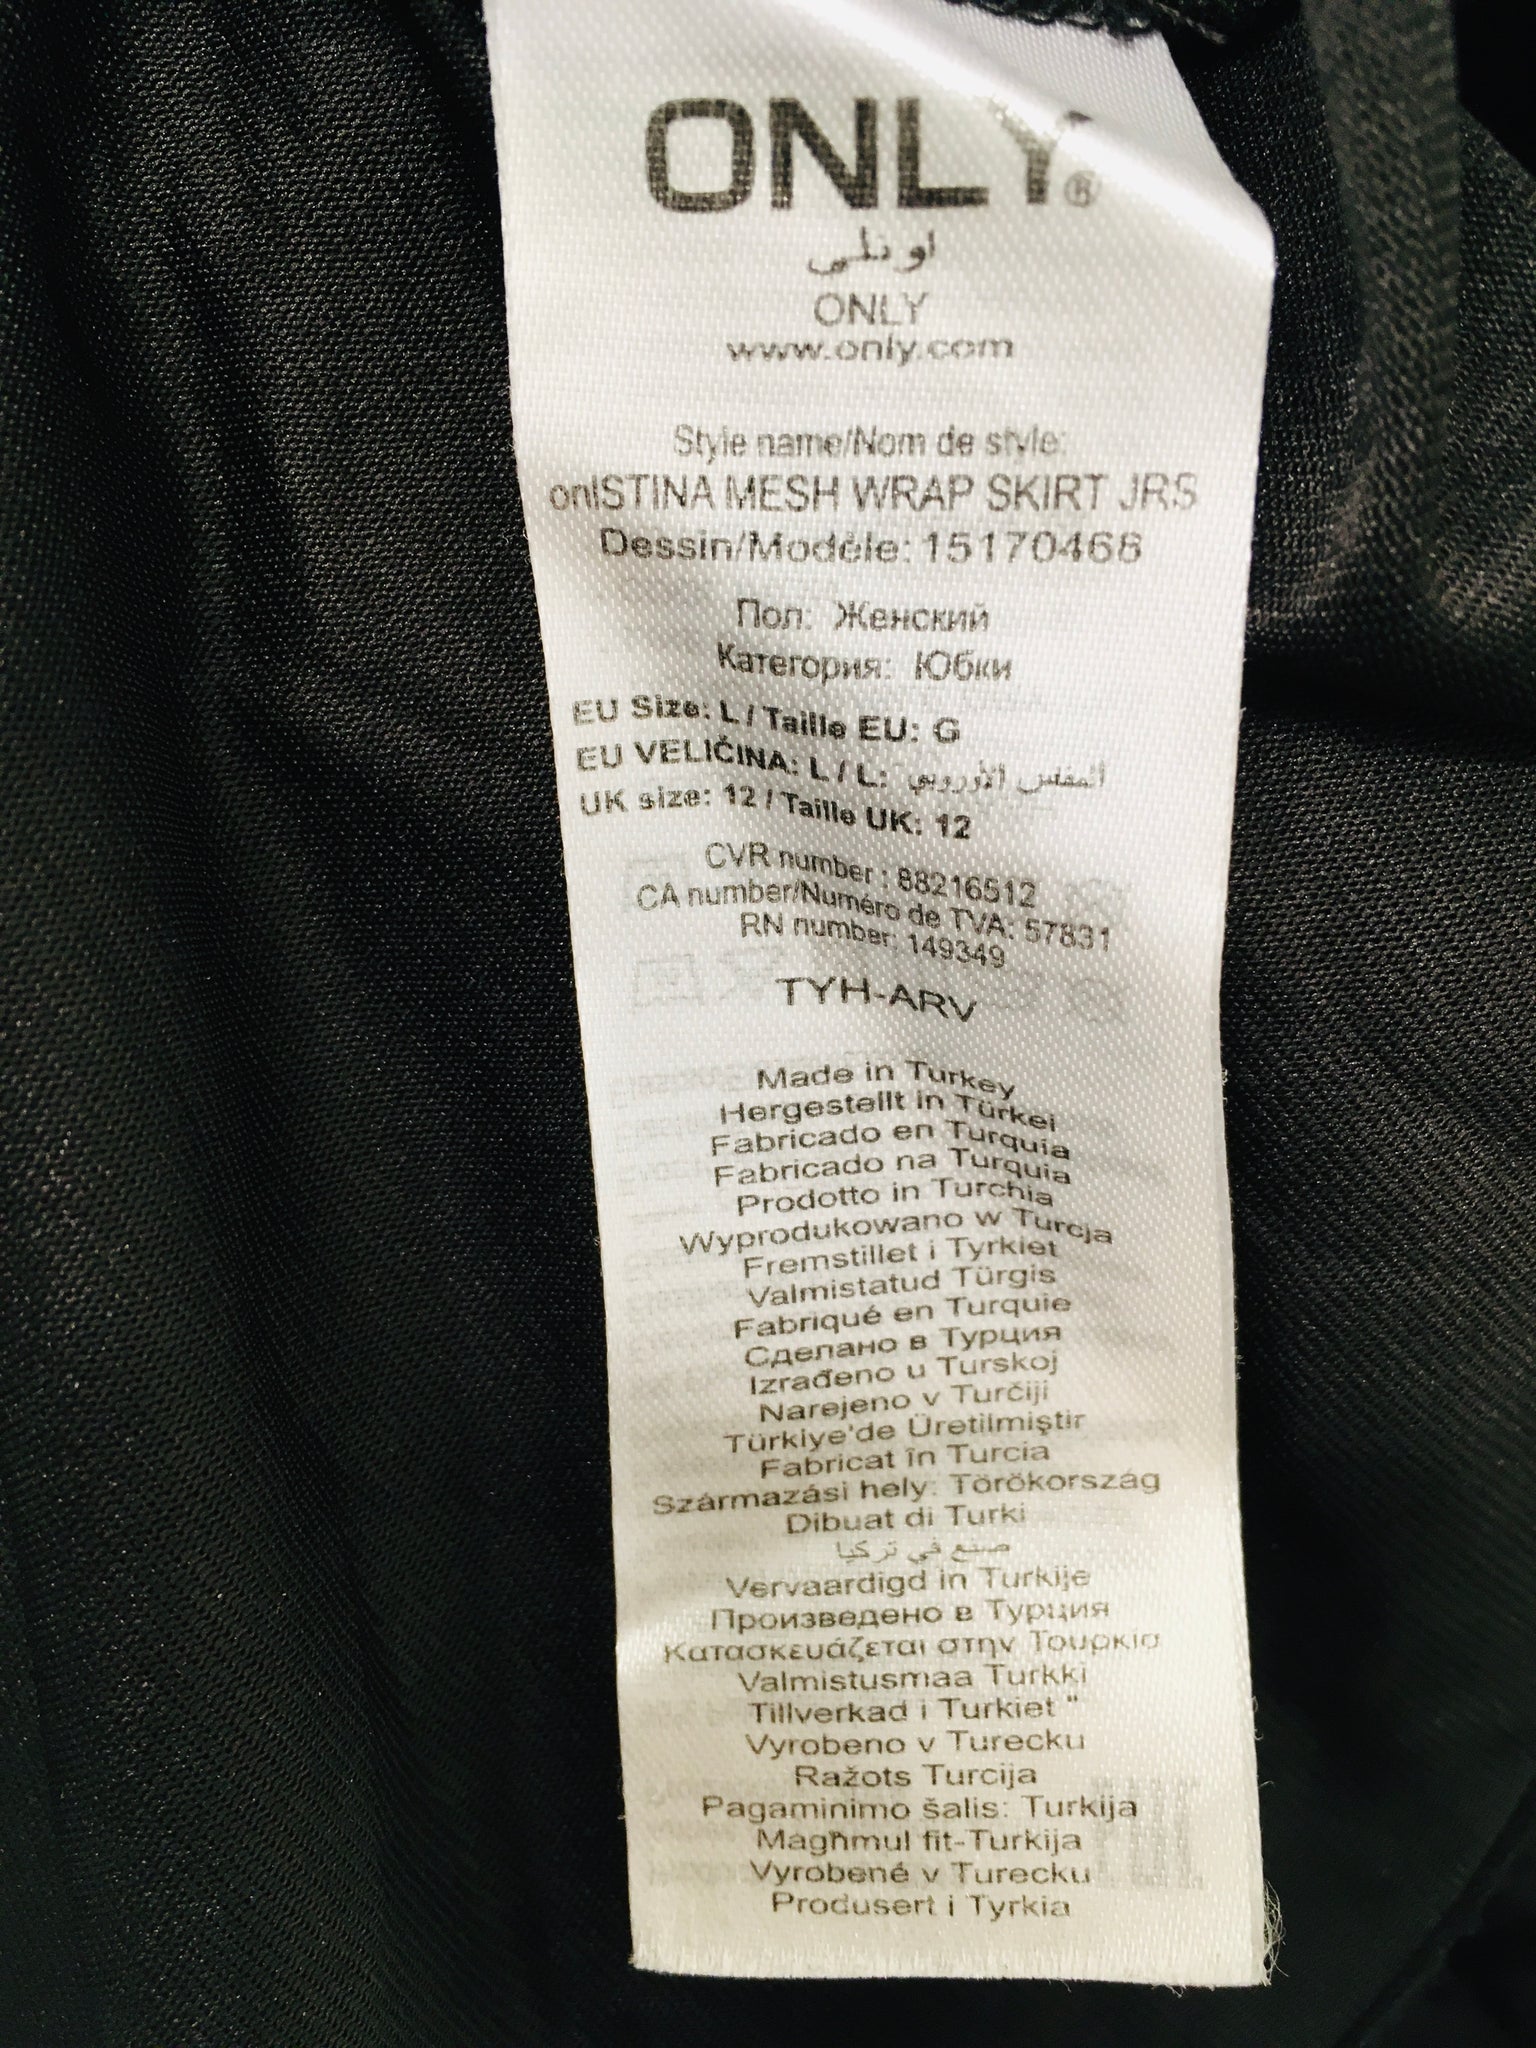 ONLY®
اونلي
ONLY
www.only.com
Style name/Nom de style:
onlSTINA MESH WRAP SKIRT JRS
Dessin/Modèle: 15170468
Пол: Женский
Категория: Юбки
EU Size: L / Taille EU: G
EU VELIČINA: L / L: المقاس الأوروبي
UK size: 12 / Taille UK: 12
CVR number : 88216512
CA number/Numéro de TVA: 57831
RN number: 149349
TYH-ARV
Made in Turkey
Hergestellt in Türkei
Fabricado en Turquia
Fabricado na Turquia
Prodotto in Turchia
Wyprodukowano w Turcja
Fremstillet i Tyrkiet
Valmistatud Türgis
Fabriqué en Turquie
Сделано в Турция
Izrađeno u Turskoj
Narejeno v Turčiji
Türkiye'de Üretilmiştir
Fabricat în Turcia
Származási hely: Törökország
Dibuat di Turki
صنع في تركيا
Vervaardigd in Turkije
Произведено в Турция
Κατασκευάζεται στην Τουρκια
Valmistusmaa Turkki
Tillverkad i Turkiet "
Vyrobeno v Turecku
Ražots Turcija
Pagaminimo šalis: Turkija
Magħmul fit-Turkija
Vyrobené v Turecku
Produsert i Tyrkia